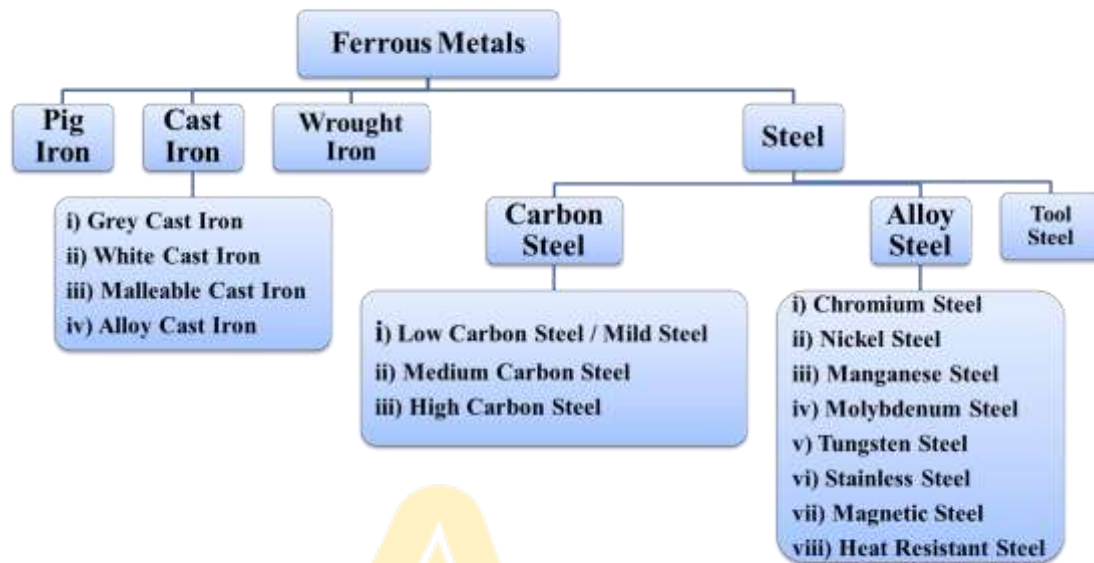 Ferrous Metals
Pig
Iron
Cast
Iron
Wrought
Iron
Steel
i) Grey Cast Iron
ii) White Cast Iron
iii) Malleable Cast Iron
iv) Alloy Cast Iron
Carbon
Steel
Alloy
Steel
Tool
Steel
i) Low Carbon Steel / Mild Steel
ii) Medium Carbon Steel
iii) High Carbon Steel
i) Chromium Steel
ii) Nickel Steel
iii) Manganese Steel
iv) Molybdenum Steel
v) Tungsten Steel
vi) Stainless Steel
vii) Magnetic Steel
viii) Heat Resistant Steel